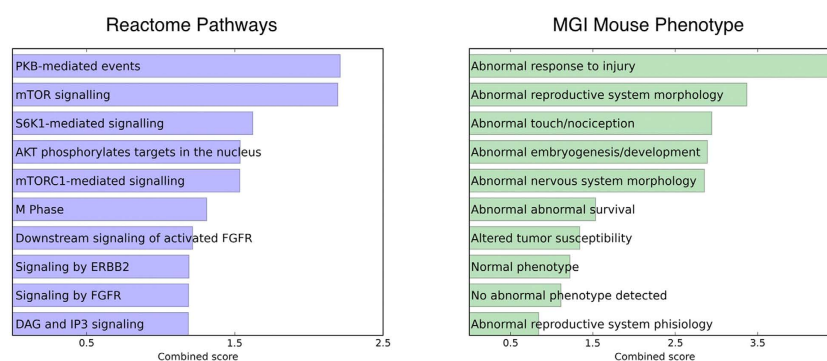 Reactome Pathways
PKB-mediated events
mTOR signalling
S6K1-mediated signalling
AKT phosphorylates targets in the nucleus
mTORC1-mediated signalling
M Phase
Downstream signaling of activated FGFR
Signaling by ERBB2
Signaling by FGFR
DAG and IP3 signaling
0.5 1.5 2.5
Combined score
MGI Mouse Phenotype
Abnormal response to injury
Abnormal reproductive system morphology
Abnormal touch/nociception
Abnormal embryogenesis/development
Abnormal nervous system morphology
Abnormal abnormal survival
Altered tumor susceptibility
Normal phenotype
No abnormal phenotype detected
Abnormal reproductive system phisiology
0.5 1.5 2.5 3.5
Combined score